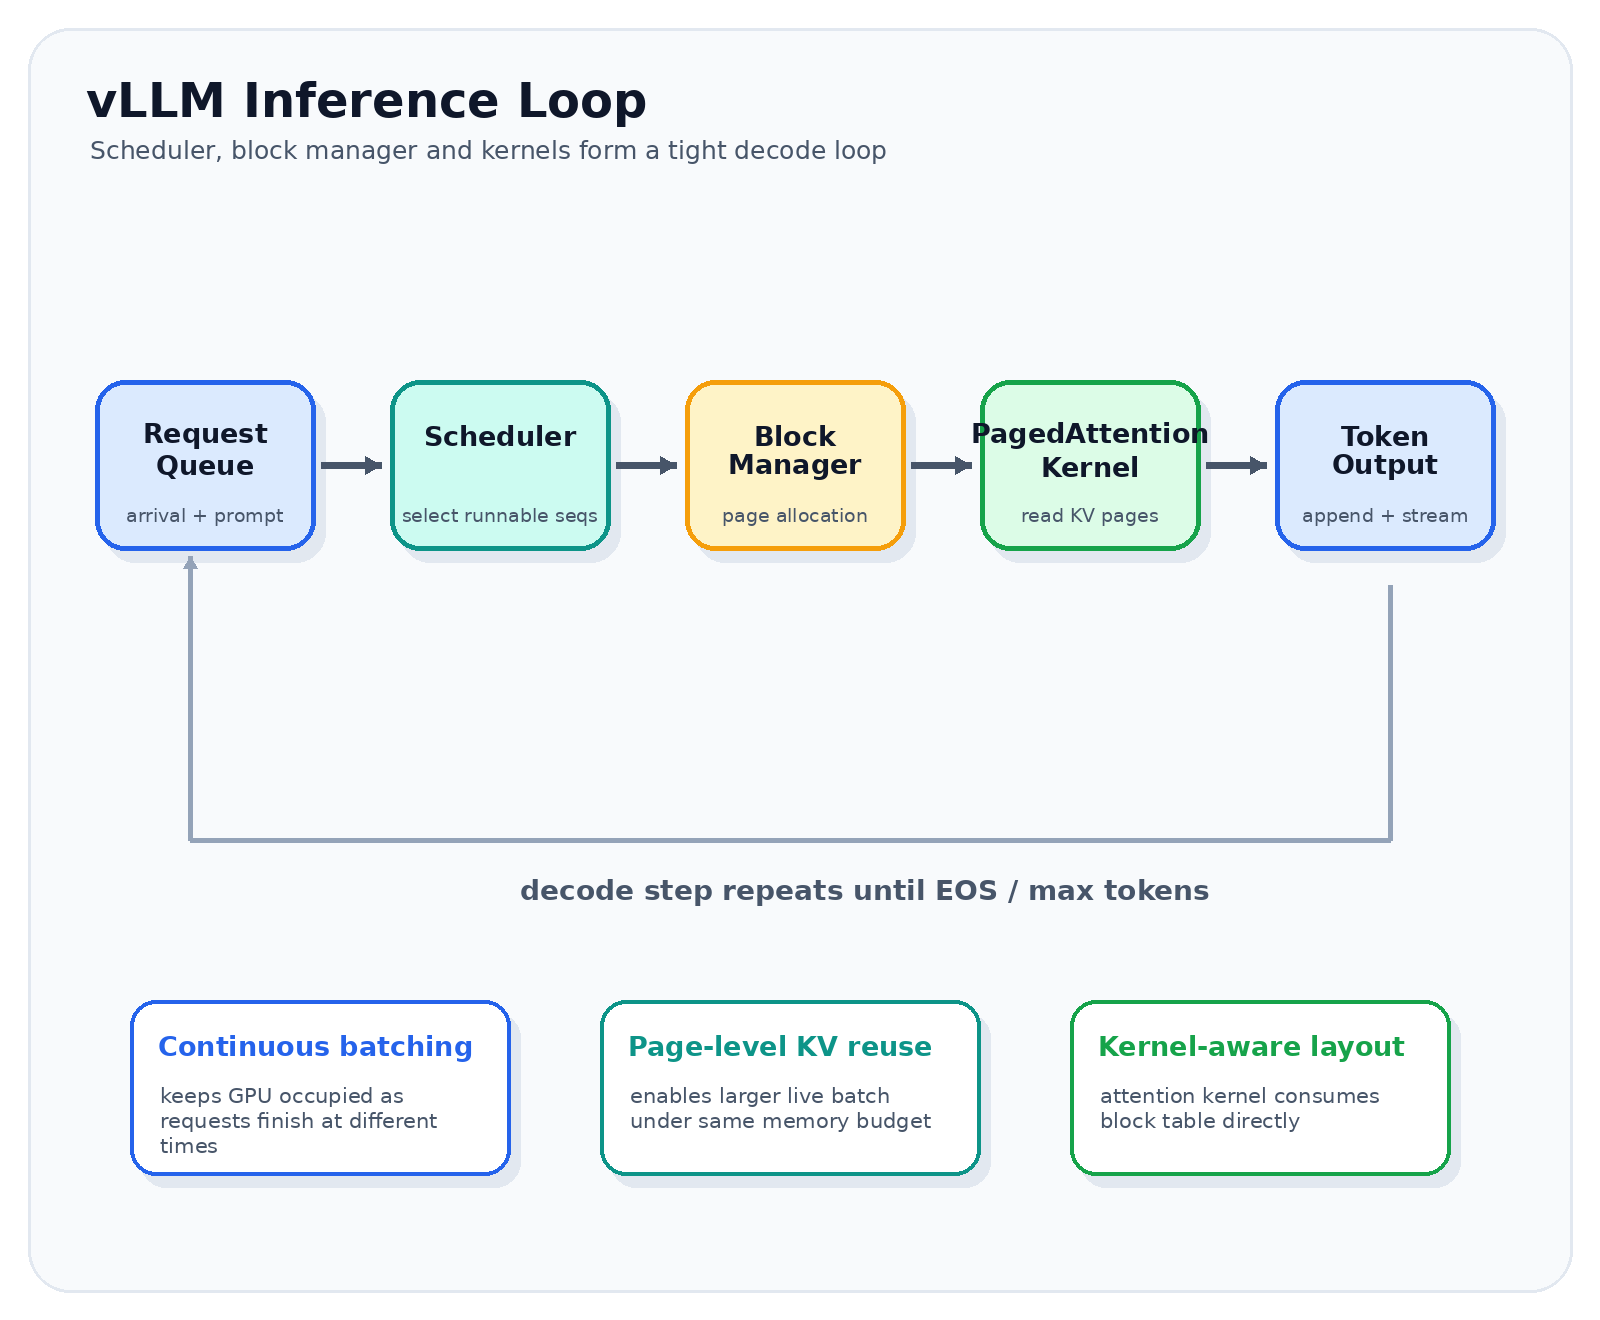 vLLM Inference Loop
Scheduler, block manager and kernels form a tight decode loop
Request
Queue
arrival + prompt
Scheduler
select runnable seqs
Block
Manager
page allocation
PagedAttention
Kernel
read KV pages
Token
Output
append + stream
decode step repeats until EOS / max tokens
Continuous batching
keeps GPU occupied as
requests finish at different
times
Page-level KV reuse
enables larger live batch
under same memory budget
Kernel-aware layout
attention kernel consumes
block table directly